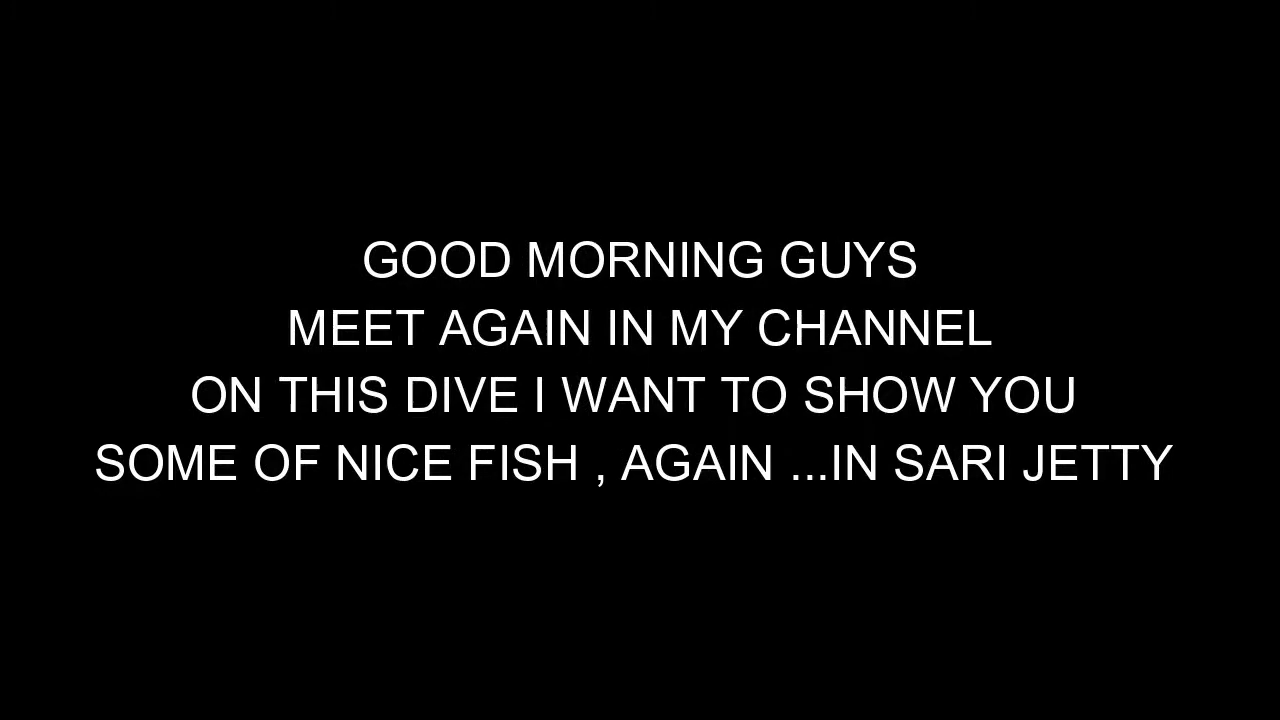 GOOD MORNING GUYS
MEET AGAIN IN MY CHANNEL
ON THIS DIVE I WANT TO SHOW YOU
SOME OF NICE FISH , AGAIN ...IN SARI JETTY